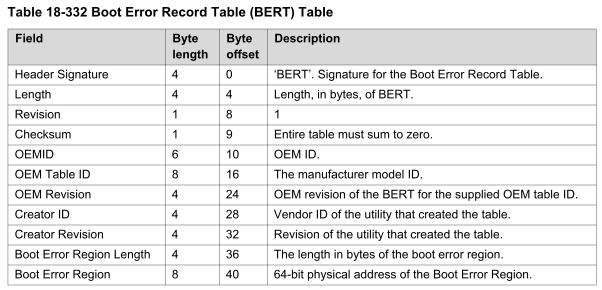 Table 18-332 Boot Error Record Table (BERT) Table
Field Byte length Byte offset Description
Header Signature 4 0 ‘BERT’. Signature for the Boot Error Record Table.
Length 4 4 Length, in bytes, of BERT.
Revision 1 8 1
Checksum 1 9 Entire table must sum to zero.
OEMID 6 10 OEM ID.
OEM Table ID 8 16 The manufacturer model ID.
OEM Revision 4 24 OEM revision of the BERT for the supplied OEM table ID.
Creator ID 4 28 Vendor ID of the utility that created the table.
Creator Revision 4 32 Revision of the utility that created the table.
Boot Error Region Length 4 36 The length in bytes of the boot error region.
Boot Error Region 8 40 64-bit physical address of the Boot Error Region.